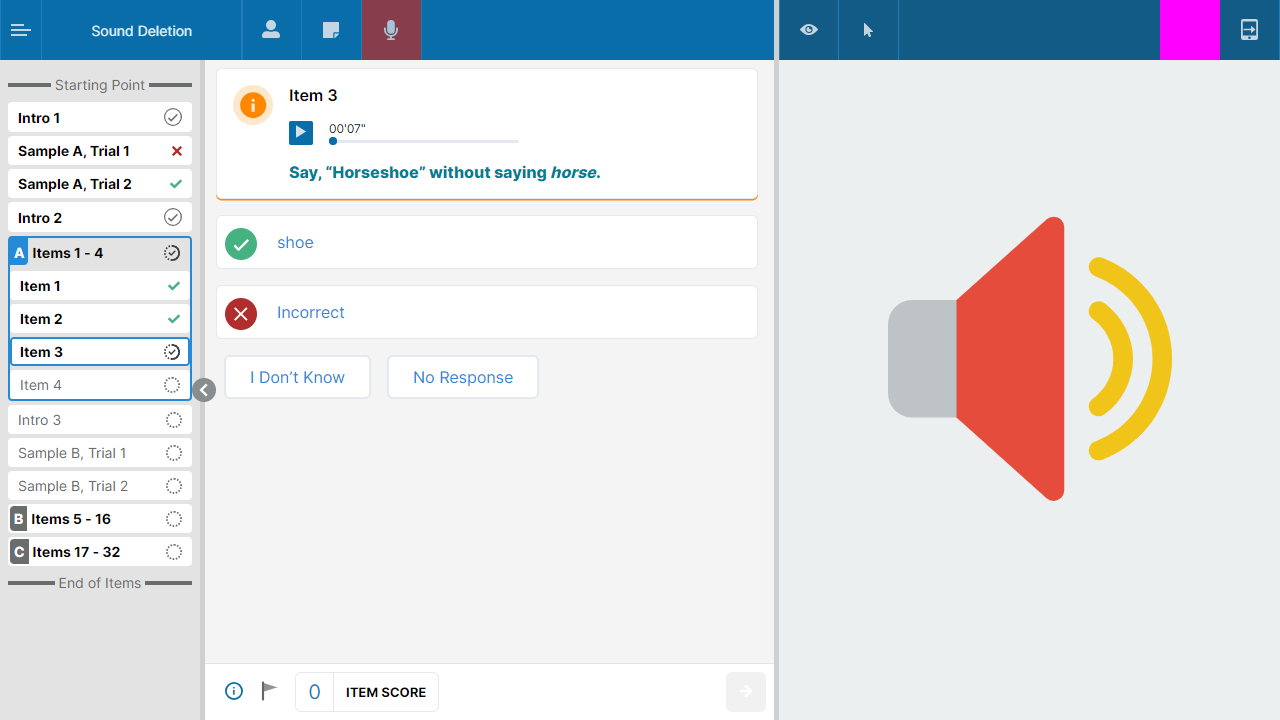 Sound Deletion
Starting Point
Intro 1
Sample A, Trial 1
Sample A, Trial 2
Intro 2
A Items 1 - 4
Item 1
Item 2
Item 3
Item 4
Intro 3
Sample B, Trial 1
Sample B, Trial 2
B Items 5 - 16
C Items 17 - 32
End of Items
Item 3
00'07"
Say, “Horseshoe” without saying horse.
shoe
Incorrect
I Don’t Know
No Response
0 ITEM SCORE